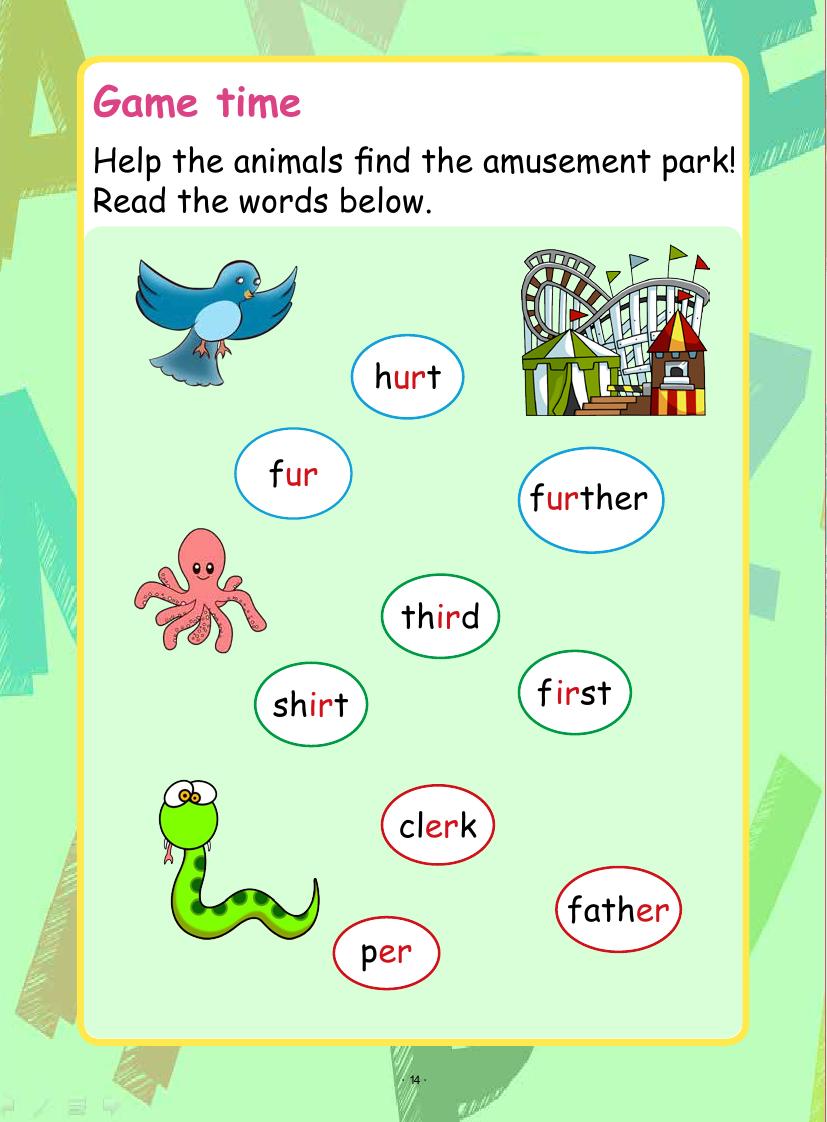 Game time
Help the animals find the amusement park!
Read the words below.
hurt
fur
further
third
shirt
first
clerk
father
per
· 14 ·